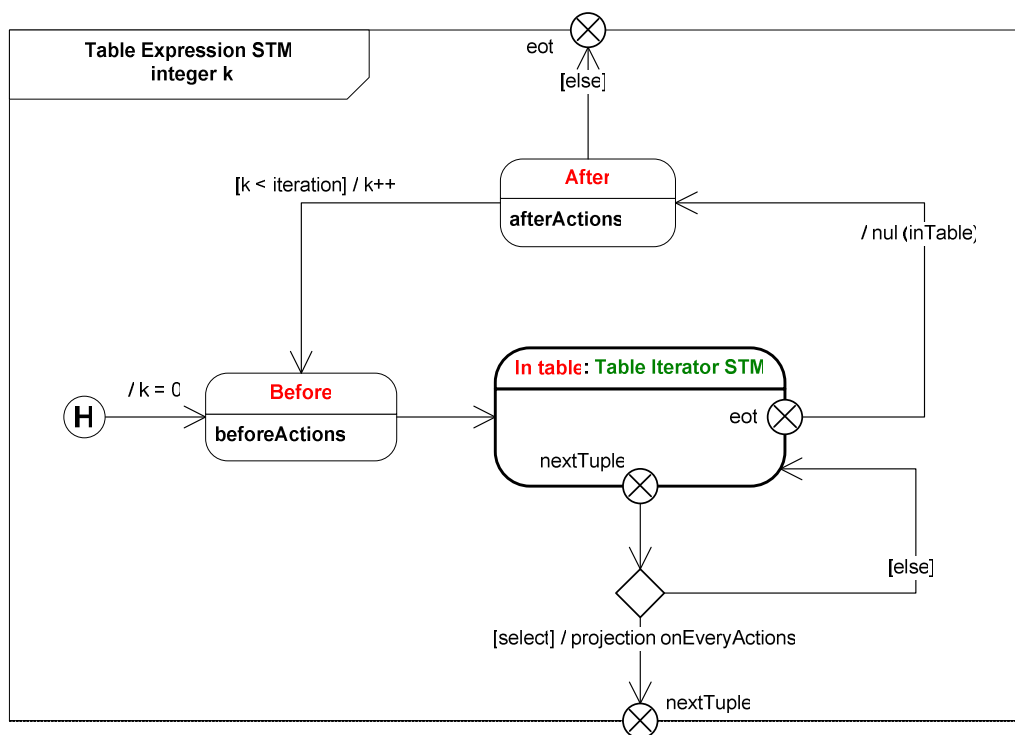 Table Expression STM
integer k
eot
[else]
After
afterActions
[k < iteration] / k++
/ nul (inTable)
In table: Table Iterator STM
/ k = 0
Before
beforeActions
H
eot
nextTuple
[else]
[select] / projection onEveryActions
nextTuple